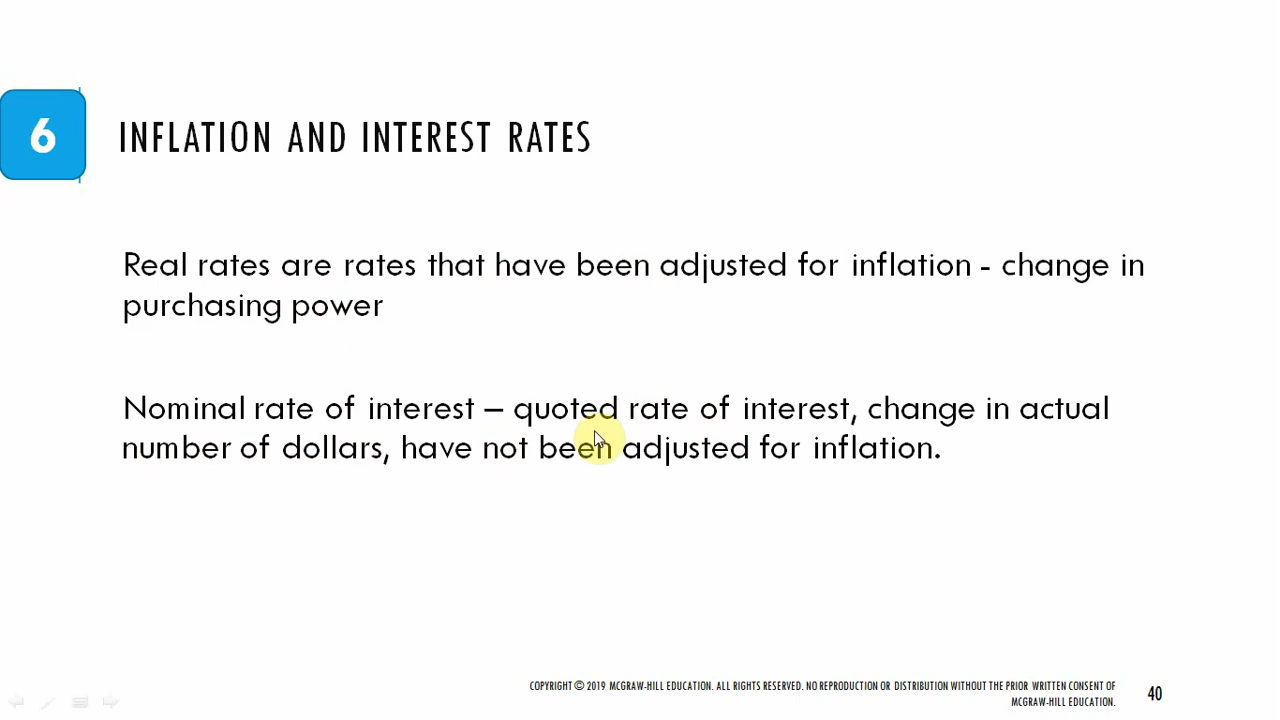 6
INFLATION AND INTEREST RATES
Real rates are rates that have been adjusted for inflation - change in
purchasing power
Nominal rate of interest – quoted rate of interest, change in actual
number of dollars, have not been adjusted for inflation.
COPYRIGHT © 2019 MCGRAW-HILL EDUCATION. ALL RIGHTS RESERVED. NO REPRODUCTION OR DISTRIBUTION WITHOUT THE PRIOR WRITTEN CONSENT OF
MCGRAW-HILL EDUCATION.
40